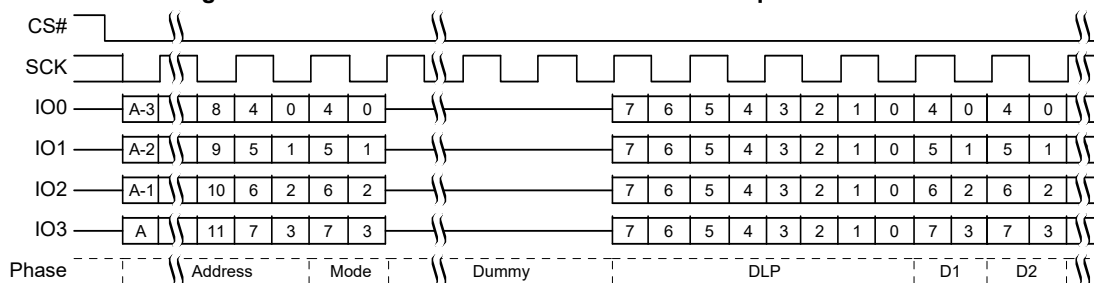 CS#
SCK
IO0 A-3 8 4 0 4 0 7 6 5 4 3 2 1 0 4 0 4 0
IO1 A-2 9 5 1 5 1 7 6 5 4 3 2 1 0 5 1 5 1
IO2 A-1 10 6 2 6 2 7 6 5 4 3 2 1 0 6 2 6 2
IO3 A 11 7 3 7 3 7 6 5 4 3 2 1 0 7 3 7 3
Phase Address Mode Dummy DLP D1 D2